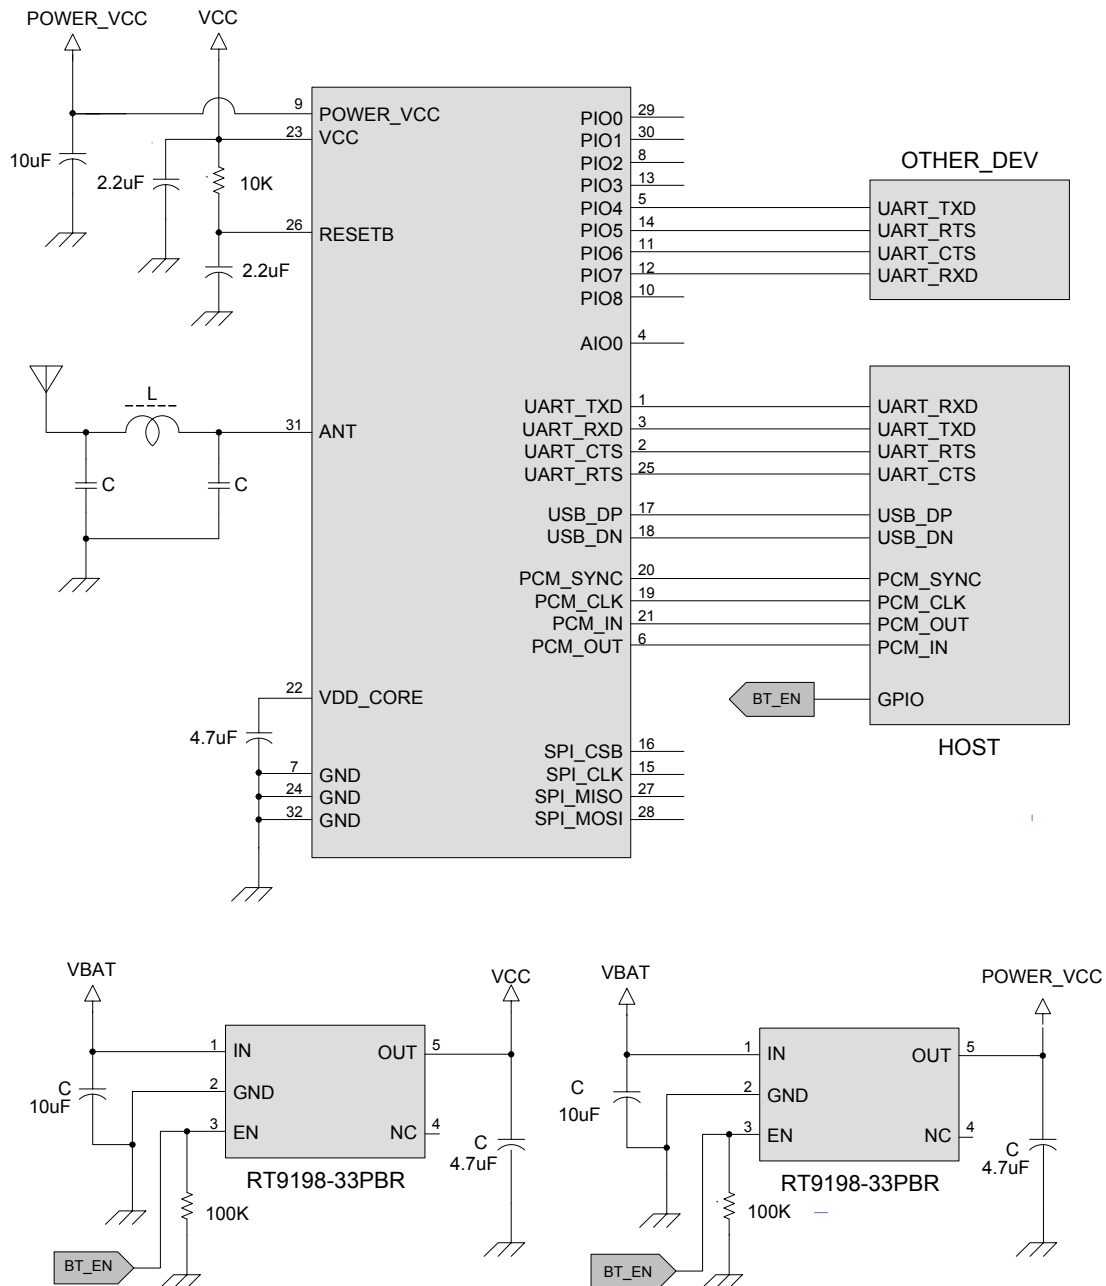 POWER_VCC
VCC
9
POWER_VCC
23
VCC
10uF
2.2uF
10K
26
RESETB
2.2uF
L
31
ANT
C
C
22
VDD_CORE
4.7uF
7
GND
24
GND
32
GND
PIO0
29
PIO1
30
PIO2
8
PIO3
13
PIO4
5
PIO5
14
PIO6
11
PIO7
12
PIO8
10
AIO0
4
UART_TXD
1
UART_RXD
3
UART_CTS
2
UART_RTS
25
USB_DP
17
USB_DN
18
PCM_SYNC
20
PCM_CLK
19
PCM_IN
21
PCM_OUT
6
SPI_CSB
16
SPI_CLK
15
SPI_MISO
27
SPI_MOSI
28
OTHER_DEV
UART_TXD
UART_RTS
UART_CTS
UART_RXD
UART_RXD
UART_TXD
UART_RTS
UART_CTS
USB_DP
USB_DN
PCM_SYNC
PCM_CLK
PCM_OUT
PCM_IN
BT_EN
GPIO
HOST
VBAT
VCC
1
IN
OUT
5
C
10uF
2
GND
3
EN
NC
4
C
4.7uF
RT9198-33PBR
100K
BT_EN
VBAT
POWER_VCC
1
IN
OUT
5
C
10uF
2
GND
3
EN
NC
4
C
4.7uF
RT9198-33PBR
100K
BT_EN